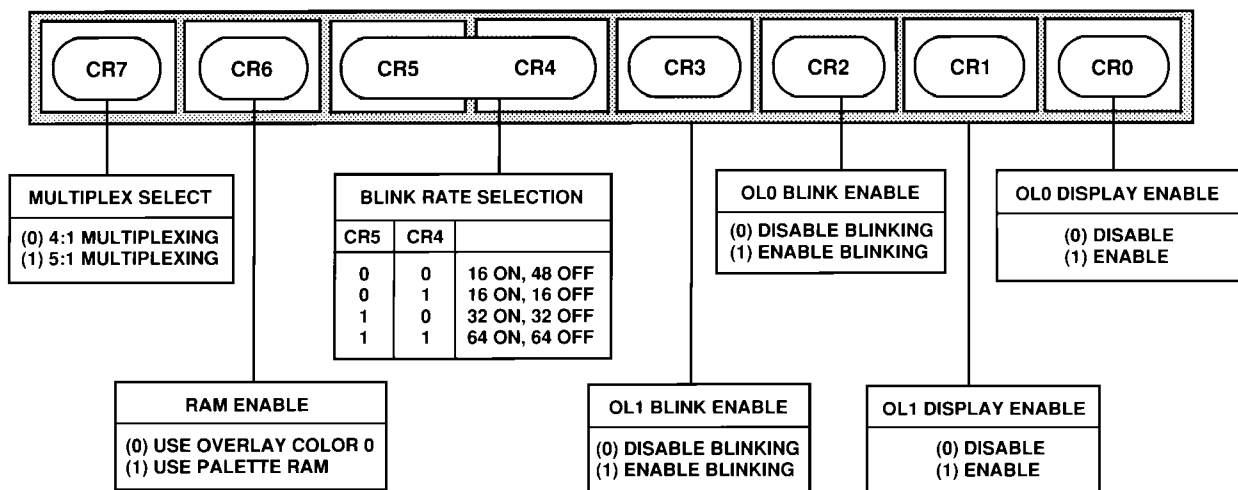 CR7 CR6 CR5 CR4 CR3 CR2 CR1 CR0
MULTIPLEX SELECT
(0) 4:1 MULTIPLEXING
(1) 5:1 MULTIPLEXING
BLINK RATE SELECTION
CR5 CR4
0 0 16 ON, 48 OFF
0 1 16 ON, 16 OFF
1 0 32 ON, 32 OFF
1 1 64 ON, 64 OFF
OL0 BLINK ENABLE
(0) DISABLE BLINKING
(1) ENABLE BLINKING
OL0 DISPLAY ENABLE
(0) DISABLE
(1) ENABLE
RAM ENABLE
(0) USE OVERLAY COLOR 0
(1) USE PALETTE RAM
OL1 BLINK ENABLE
(0) DISABLE BLINKING
(1) ENABLE BLINKING
OL1 DISPLAY ENABLE
(0) DISABLE
(1) ENABLE